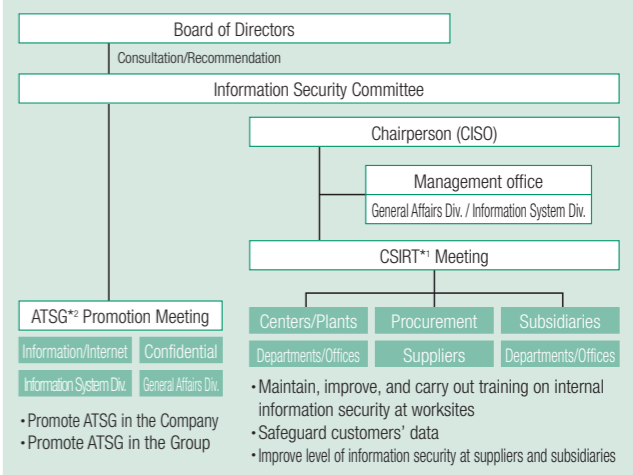 Board of Directors
Consultation/Recommendation
Information Security Committee
Chairperson (CISO)
Management office
General Affairs Div. / Information System Div.
CSIRT*1 Meeting
ATSG*2 Promotion Meeting
Information/Internet
Confidential
Information System Div.
General Affairs Div.
•Promote ATSG in the Company
•Promote ATSG in the Group
Centers/Plants
Procurement
Subsidiaries
Departments/Offices
Suppliers
Departments/Offices
•Maintain, improve, and carry out training on internal
information security at worksites
•Safeguard customers' data
•Improve level of information security at suppliers and subsidiaries